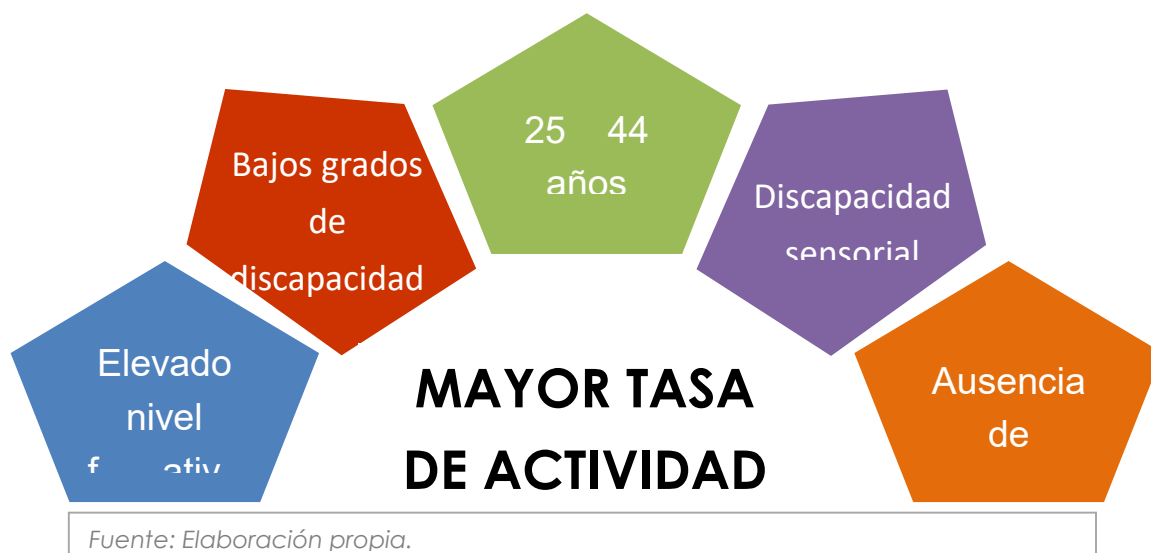 25 44
años
Bajos grados
de
discapacidad
Discapacidad
sensorial
Elevado
nivel
Ausencia
de
MAYOR TASA
DE ACTIVIDAD
Fuente: Elaboración propia.